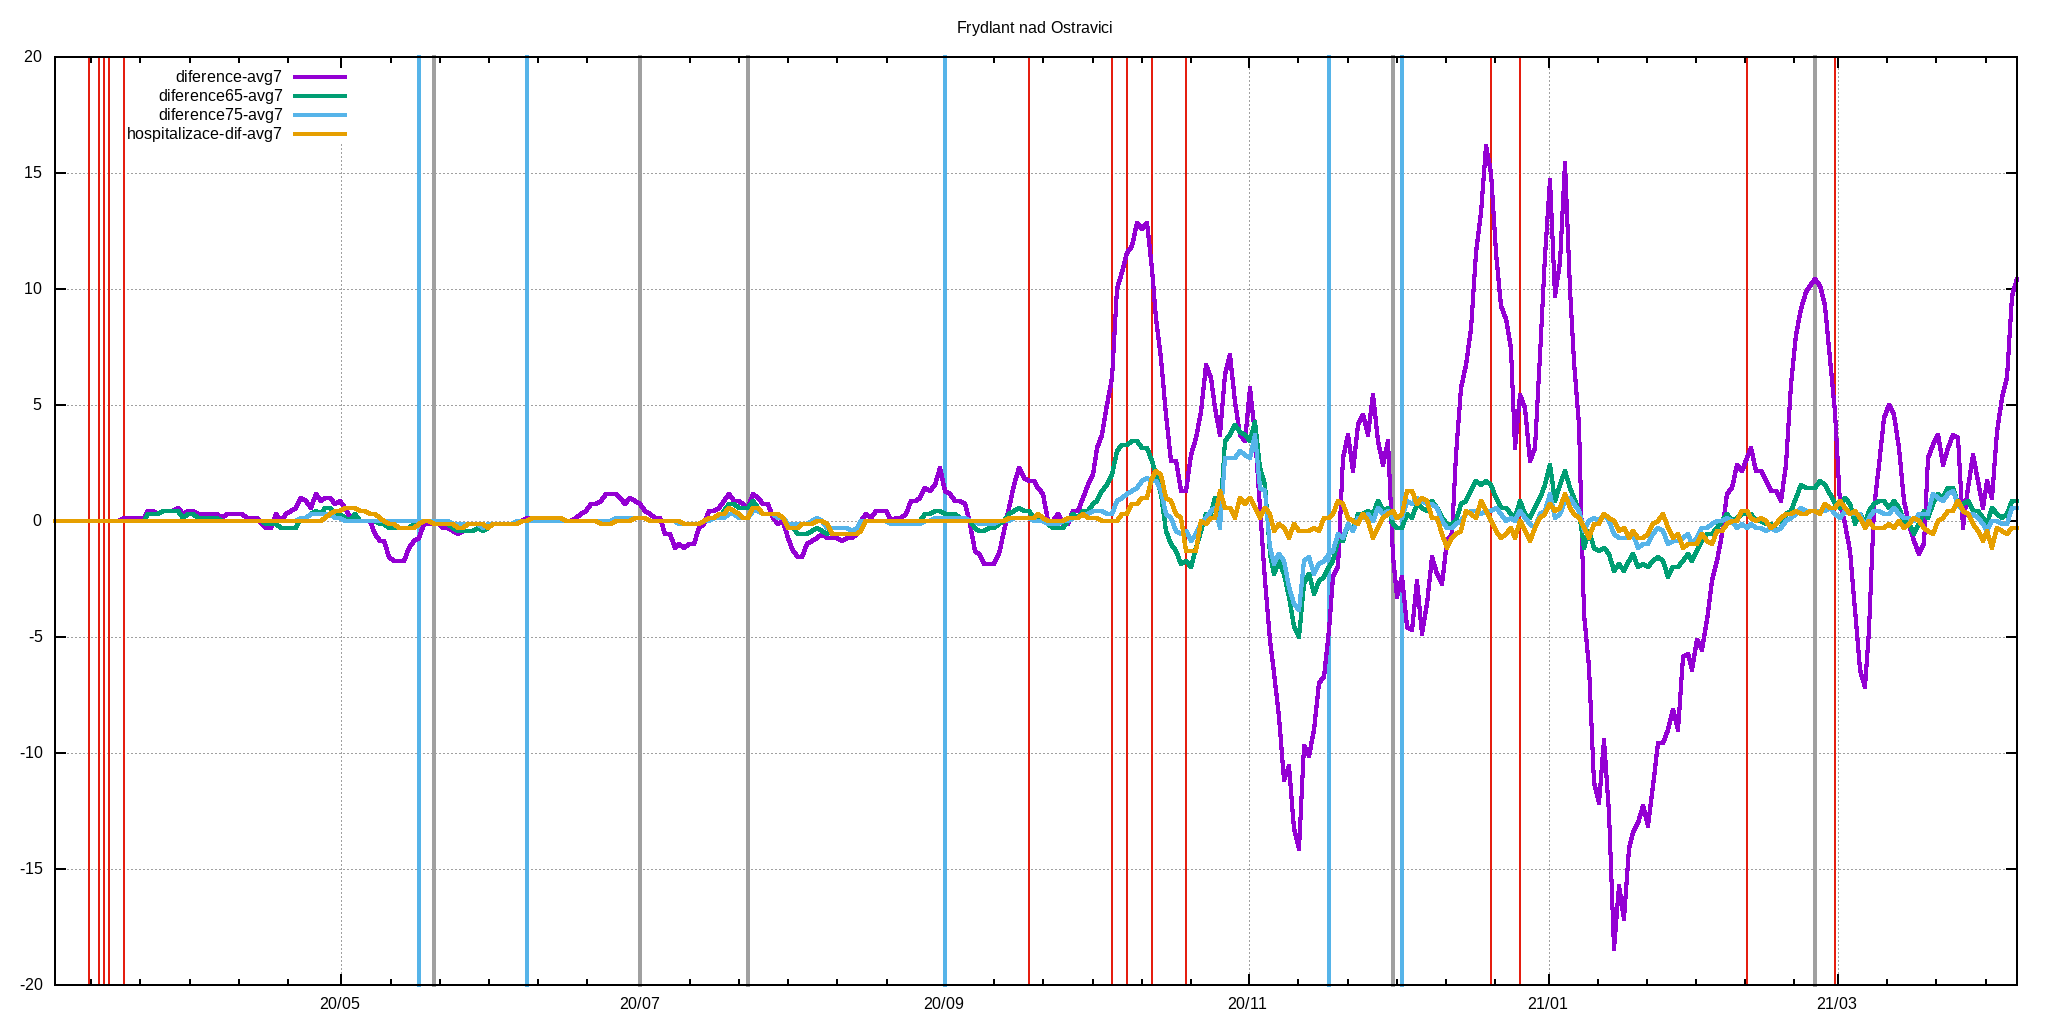 Frydlant nad Ostravici
20
diference-avg7
diference65-avg7
diference75-avg7
hospitalizace-dif-avg7
15
10
5
0
-5
-10
-15
-20
20/05 20/07 20/09 20/11 21/01 21/03